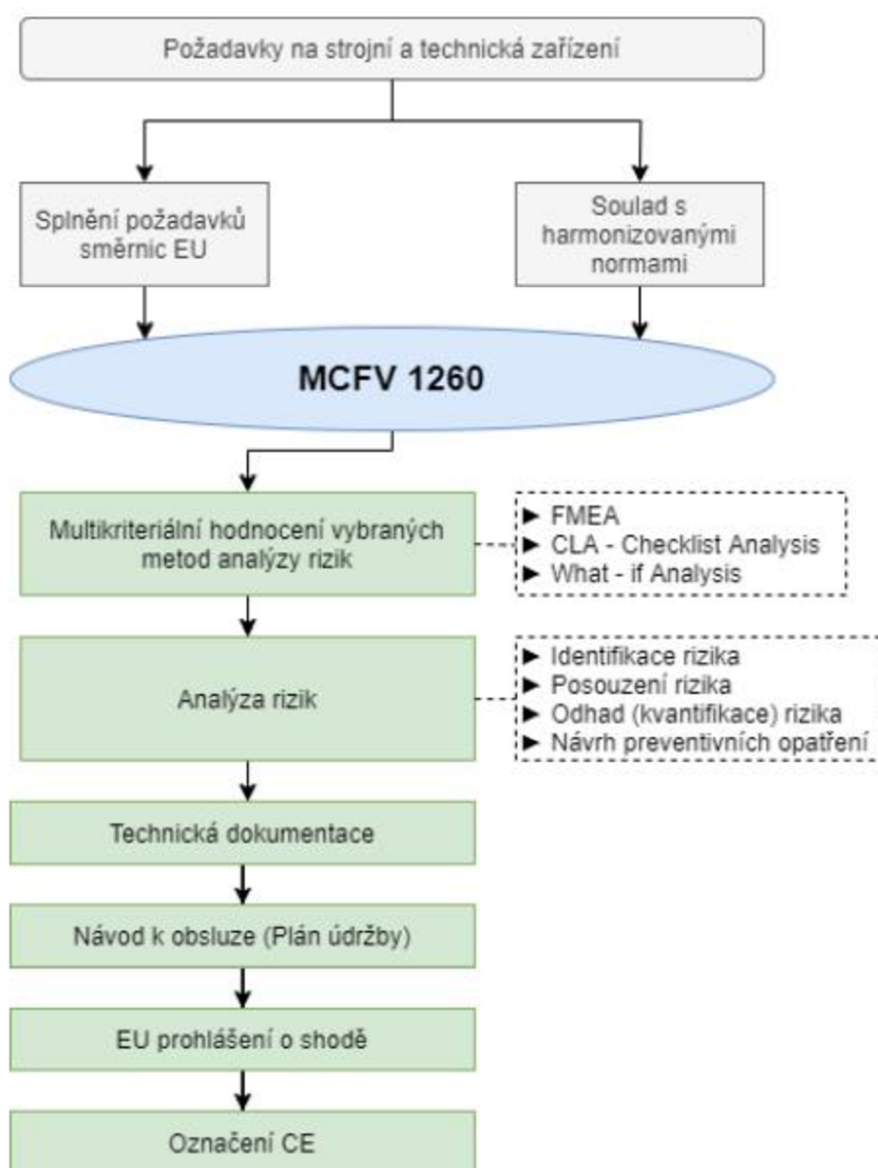 Požadavky na strojní a technická zařízení
Splnění požadavků
směrnic EU
Soulad s
harmonizovanými
normami
MCFV 1260
Multikriteriální hodnocení vybraných
metod analýzy rizik
► FMEA
► CLA - Checklist Analysis
► What - if Analysis
Analýza rizik
► Identifikace rizika
► Posouzení rizika
► Odhad (kvantifikace) rizika
► Návrh preventivních opatření
Technická dokumentace
Návod k obsluze (Plán údržby)
EU prohlášení o shodě
Označení CE